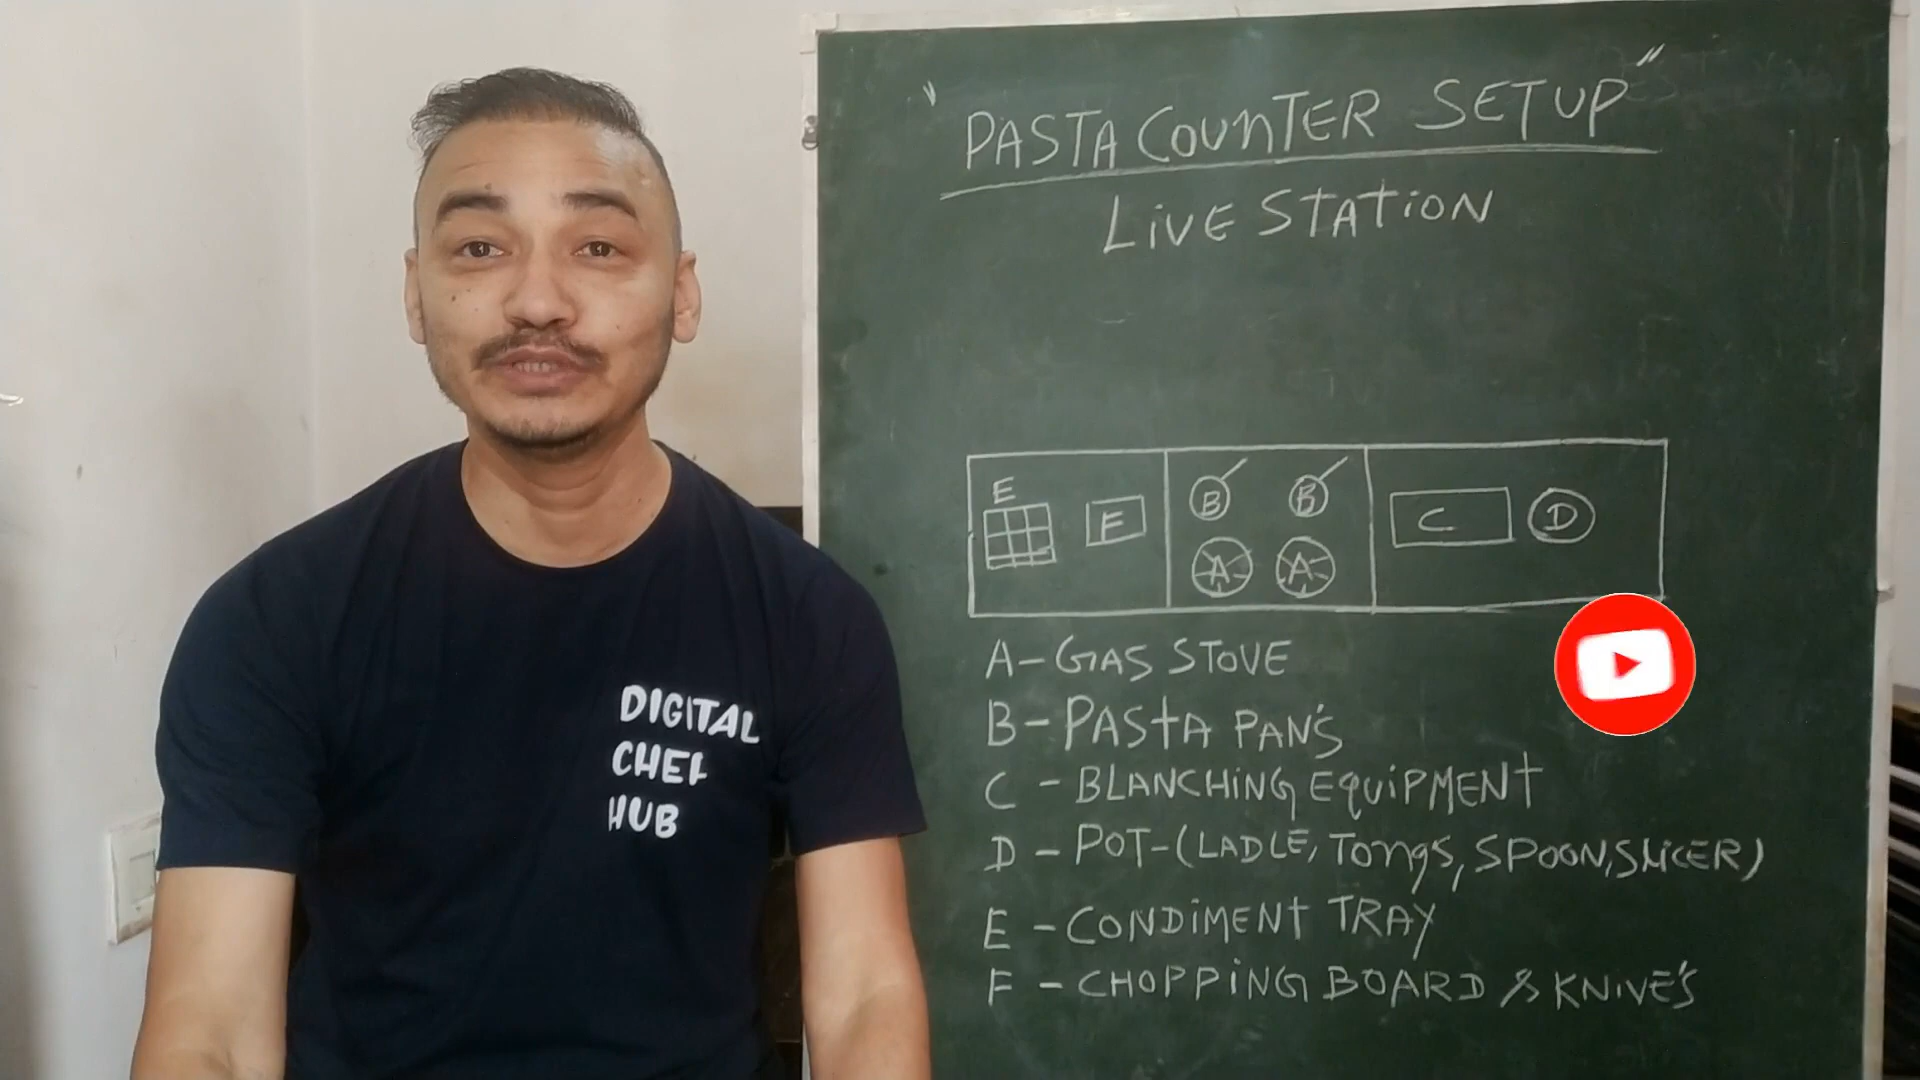 "PASTA COUNTER SETUP"
LIVE STATION
E
F
B
B
A
A
C
D
A - GAS STOVE
B - PASTA PAN'S
C - BLANCHING EQUIPMENT
D - POT - (LADLE, TONGS, SPOON, SLICER)
E - CONDIMENT TRAY
F - CHOPPING BOARD & KNIVE'S
DIGITAL
CHEF
HUB